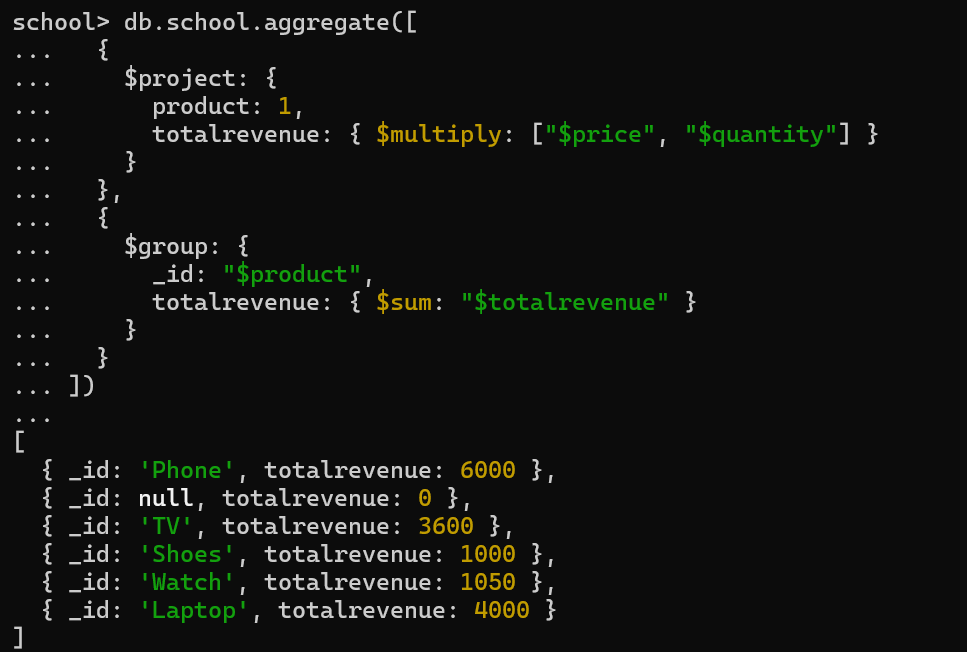 school> db.school.aggregate([
...   {
...     $project: {
...       product: 1,
...       totalrevenue: { $multiply: ["$price", "$quantity"] }
...     }
...   },
...   {
...     $group: {
...       _id: "$product",
...       totalrevenue: { $sum: "$totalrevenue" }
...     }
...   }
... ])
...
[
  { _id: 'Phone', totalrevenue: 6000 },
  { _id: null, totalrevenue: 0 },
  { _id: 'TV', totalrevenue: 3600 },
  { _id: 'Shoes', totalrevenue: 1000 },
  { _id: 'Watch', totalrevenue: 1050 },
  { _id: 'Laptop', totalrevenue: 4000 }
]